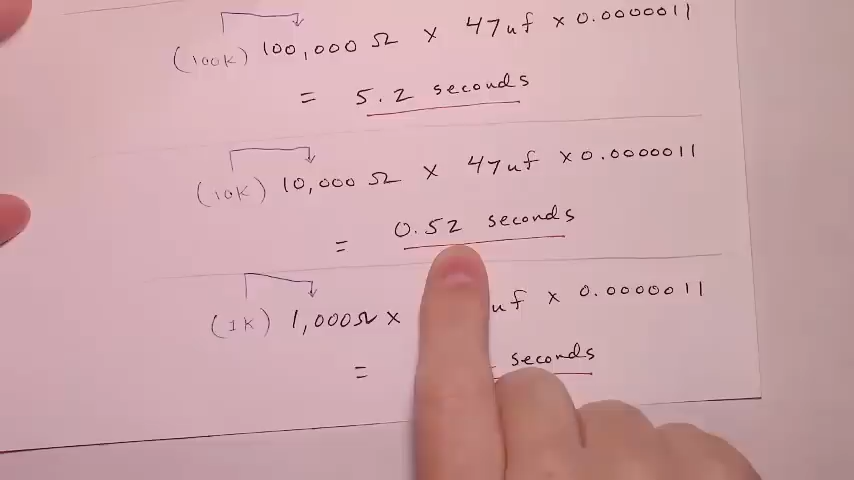 (100K) 100,000 Ω x 47uf x 0.0000011
= 5.2 seconds
(10K) 10,000 Ω x 47uf x 0.0000011
= 0.52 seconds
(1K) 1,000Ω x uf x 0.0000011
= seconds